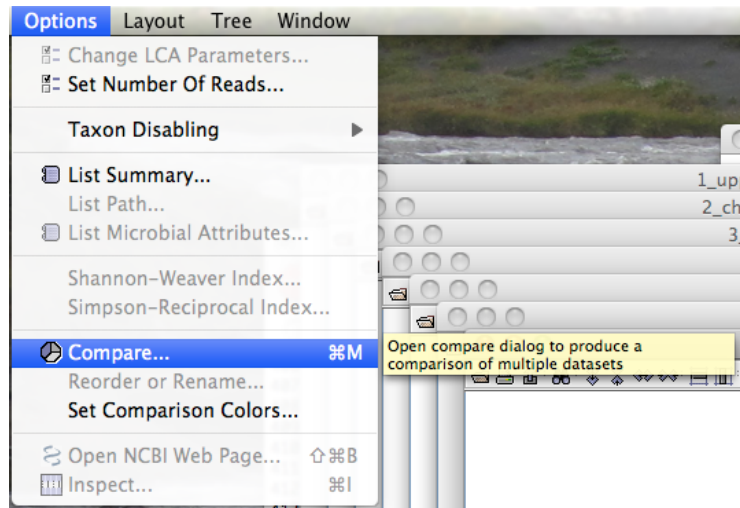 Options Layout Tree Window
Change LCA Parameters...
Set Number Of Reads...
Taxon Disabling
List Summary...
List Path...
List Microbial Attributes...
Shannon-Weaver Index...
Simpson-Reciprocal Index...
Compare... ⌘M
Reorder or Rename...
Set Comparison Colors...
Open NCBI Web Page... ⇧⌘B
Inspect... ⌘I
1_up
2_ch
3_
Open compare dialog to produce a
comparison of multiple datasets